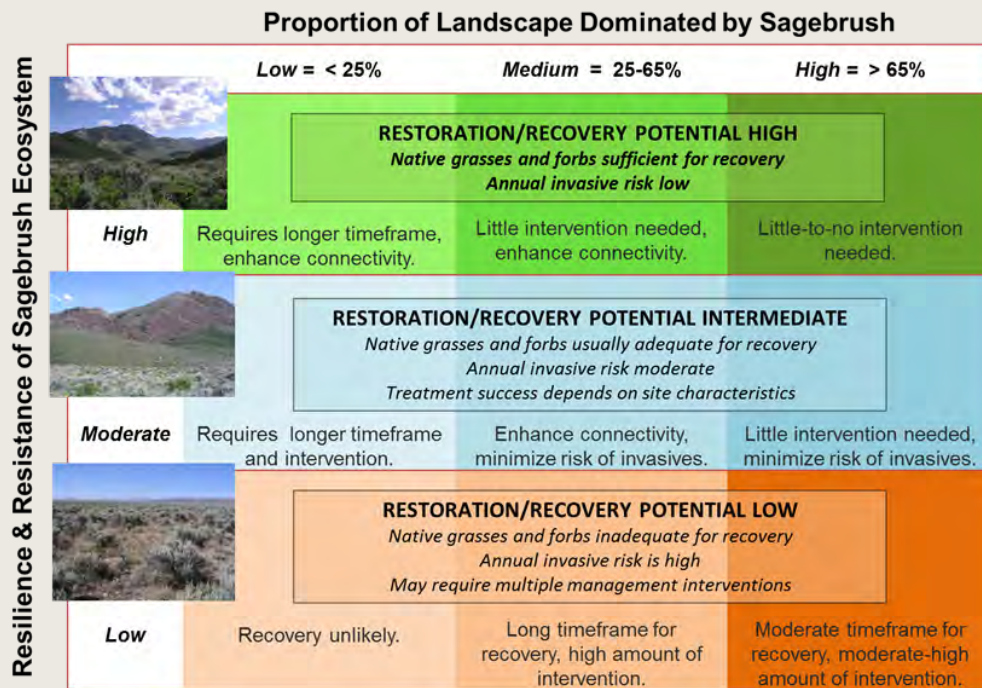 Proportion of Landscape Dominated by Sagebrush
Resilience & Resistance of Sagebrush Ecosystem
Low = < 25%
Medium = 25-65%
High = > 65%
RESTORATION/RECOVERY POTENTIAL HIGH
Native grasses and forbs sufficient for recovery
Annual invasive risk low
High
Requires longer timeframe,
enhance connectivity.
Little intervention needed,
enhance connectivity.
Little-to-no intervention
needed.
RESTORATION/RECOVERY POTENTIAL INTERMEDIATE
Native grasses and forbs usually adequate for recovery
Annual invasive risk moderate
Treatment success depends on site characteristics
Moderate
Requires longer timeframe
and intervention.
Enhance connectivity,
minimize risk of invasives.
Little intervention needed,
minimize risk of invasives.
RESTORATION/RECOVERY POTENTIAL LOW
Native grasses and forbs inadequate for recovery
Annual invasive risk is high
May require multiple management interventions
Low
Recovery unlikely.
Long timeframe for
recovery, high amount of
intervention.
Moderate timeframe for
recovery, moderate-high
amount of intervention.